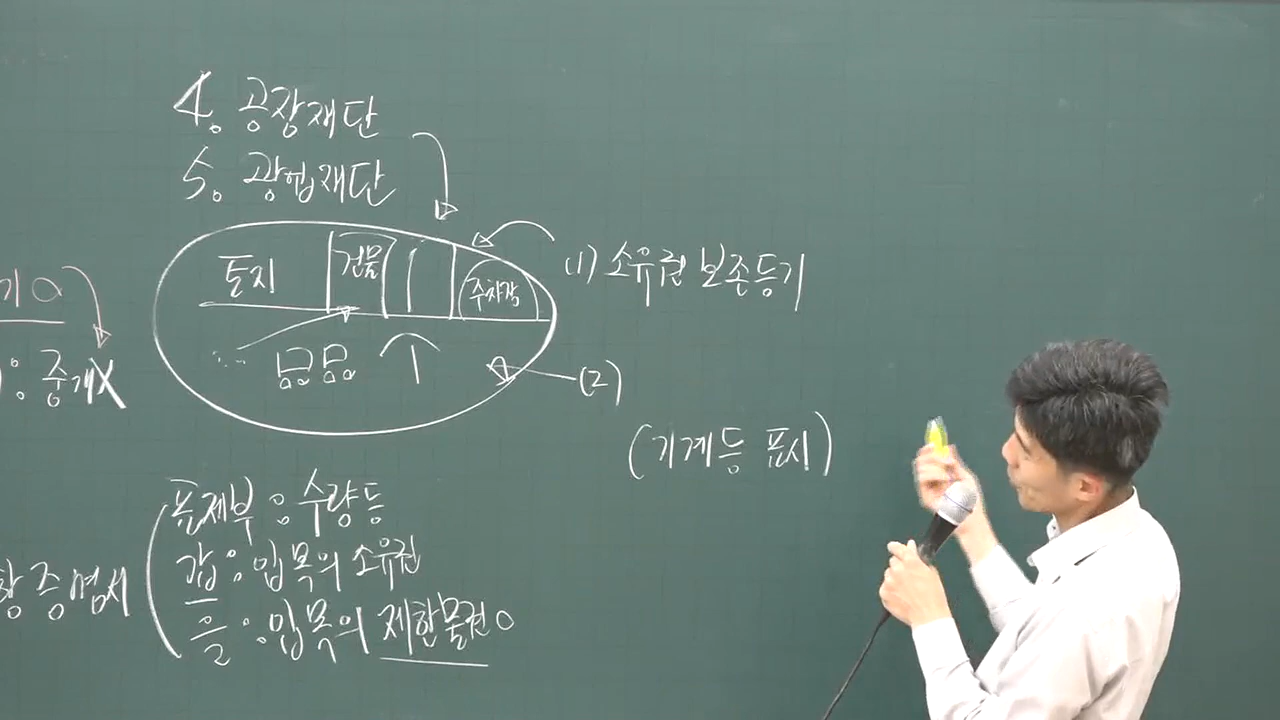 4. 공장재단
5. 광업재단
토지 건물 주차장
(1) 소유권 보존등기
기 O
: 중개X
(2)
(기계등 표시)
표제부 : 수량등
갑 : 입목의 소유권
증명서
을 : 입목의 제한물권 O